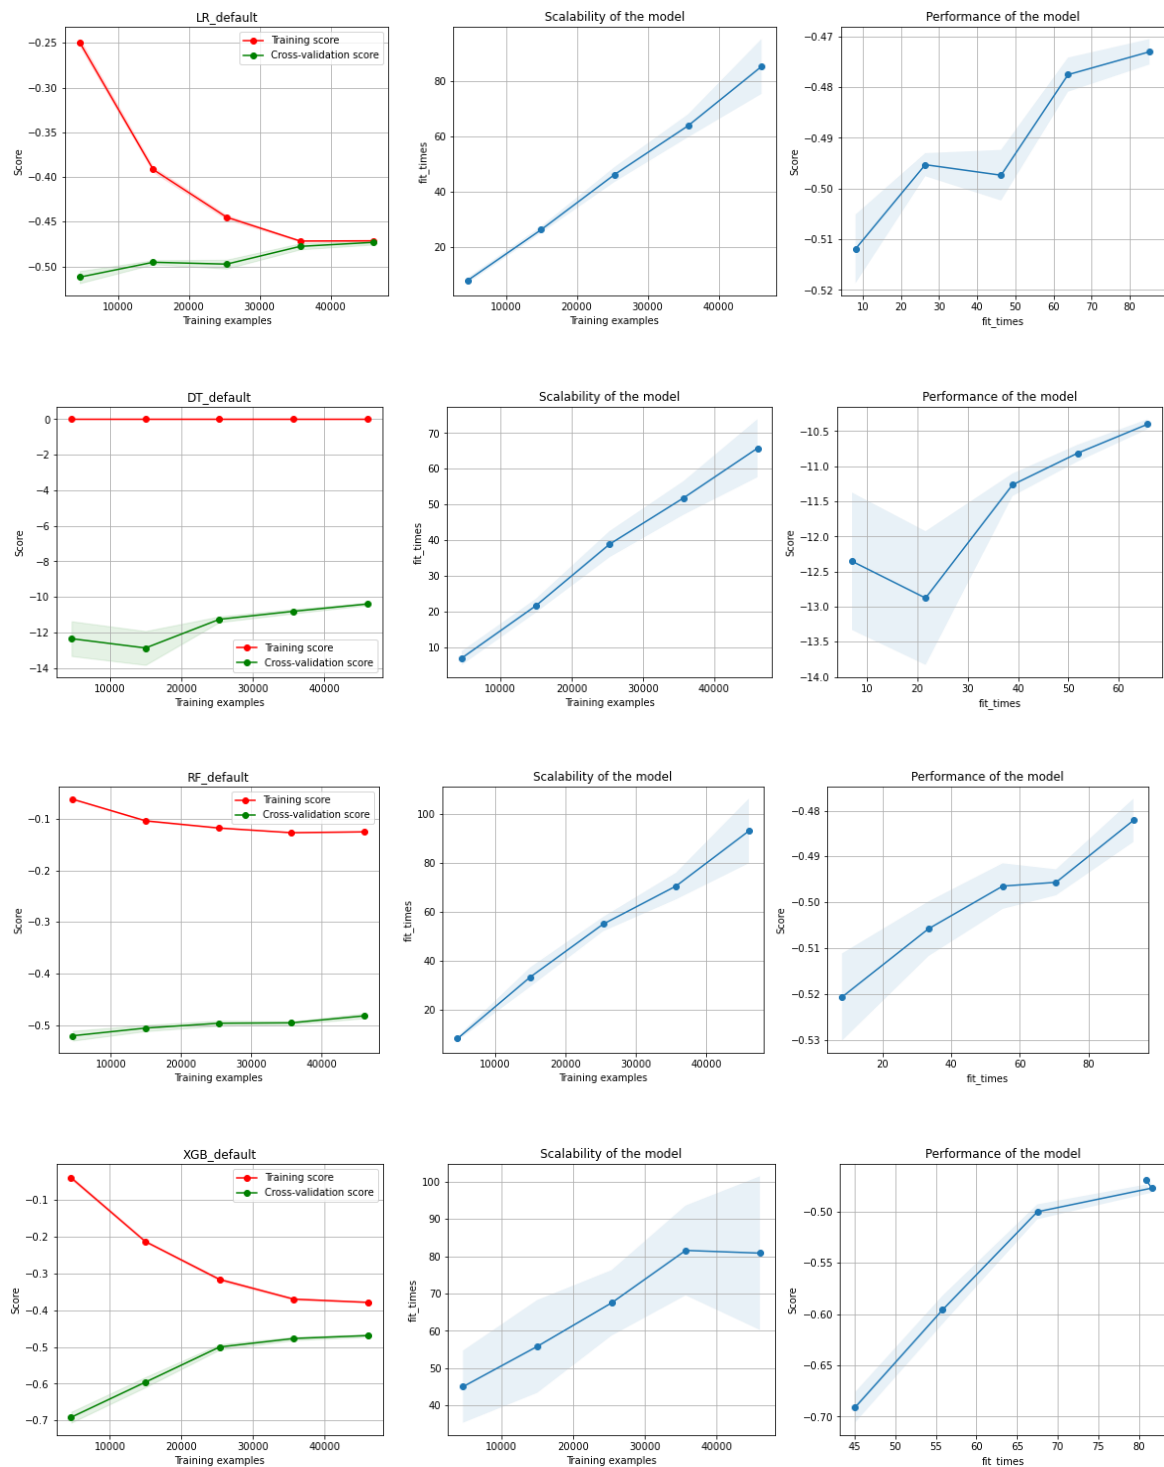 LR_default
Scalability of the model
Performance of the model
Training score
Cross-validation score
Score
−0.25
−0.30
−0.35
−0.40
−0.45
−0.50
10000 20000 30000 40000
Training examples
fit_times
80
60
40
20
10000 20000 30000 40000
Training examples
Score
−0.47
−0.48
−0.49
−0.50
−0.51
−0.52
10 20 30 40 50 60 70 80
fit_times
DT_default
Scalability of the model
Performance of the model
Score
0
−2
−4
−6
−8
−10
−12
−14
Training score
Cross-validation score
10000 20000 30000 40000
Training examples
fit_times
70
60
50
40
30
20
10
10000 20000 30000 40000
Training examples
Score
−10.5
−11.0
−11.5
−12.0
−12.5
−13.0
−13.5
−14.0
10 20 30 40 50 60
fit_times
RF_default
Scalability of the model
Performance of the model
Training score
Cross-validation score
Score
−0.1
−0.2
−0.3
−0.4
−0.5
10000 20000 30000 40000
Training examples
fit_times
100
80
60
40
20
10000 20000 30000 40000
Training examples
Score
−0.48
−0.49
−0.50
−0.51
−0.52
−0.53
20 40 60 80
fit_times
XGB_default
Scalability of the model
Performance of the model
Training score
Cross-validation score
Score
−0.1
−0.2
−0.3
−0.4
−0.5
−0.6
−0.7
10000 20000 30000 40000
Training examples
fit_times
100
90
80
70
60
50
40
10000 20000 30000 40000
Training examples
Score
−0.50
−0.55
−0.60
−0.65
−0.70
45 50 55 60 65 70 75 80
fit_times